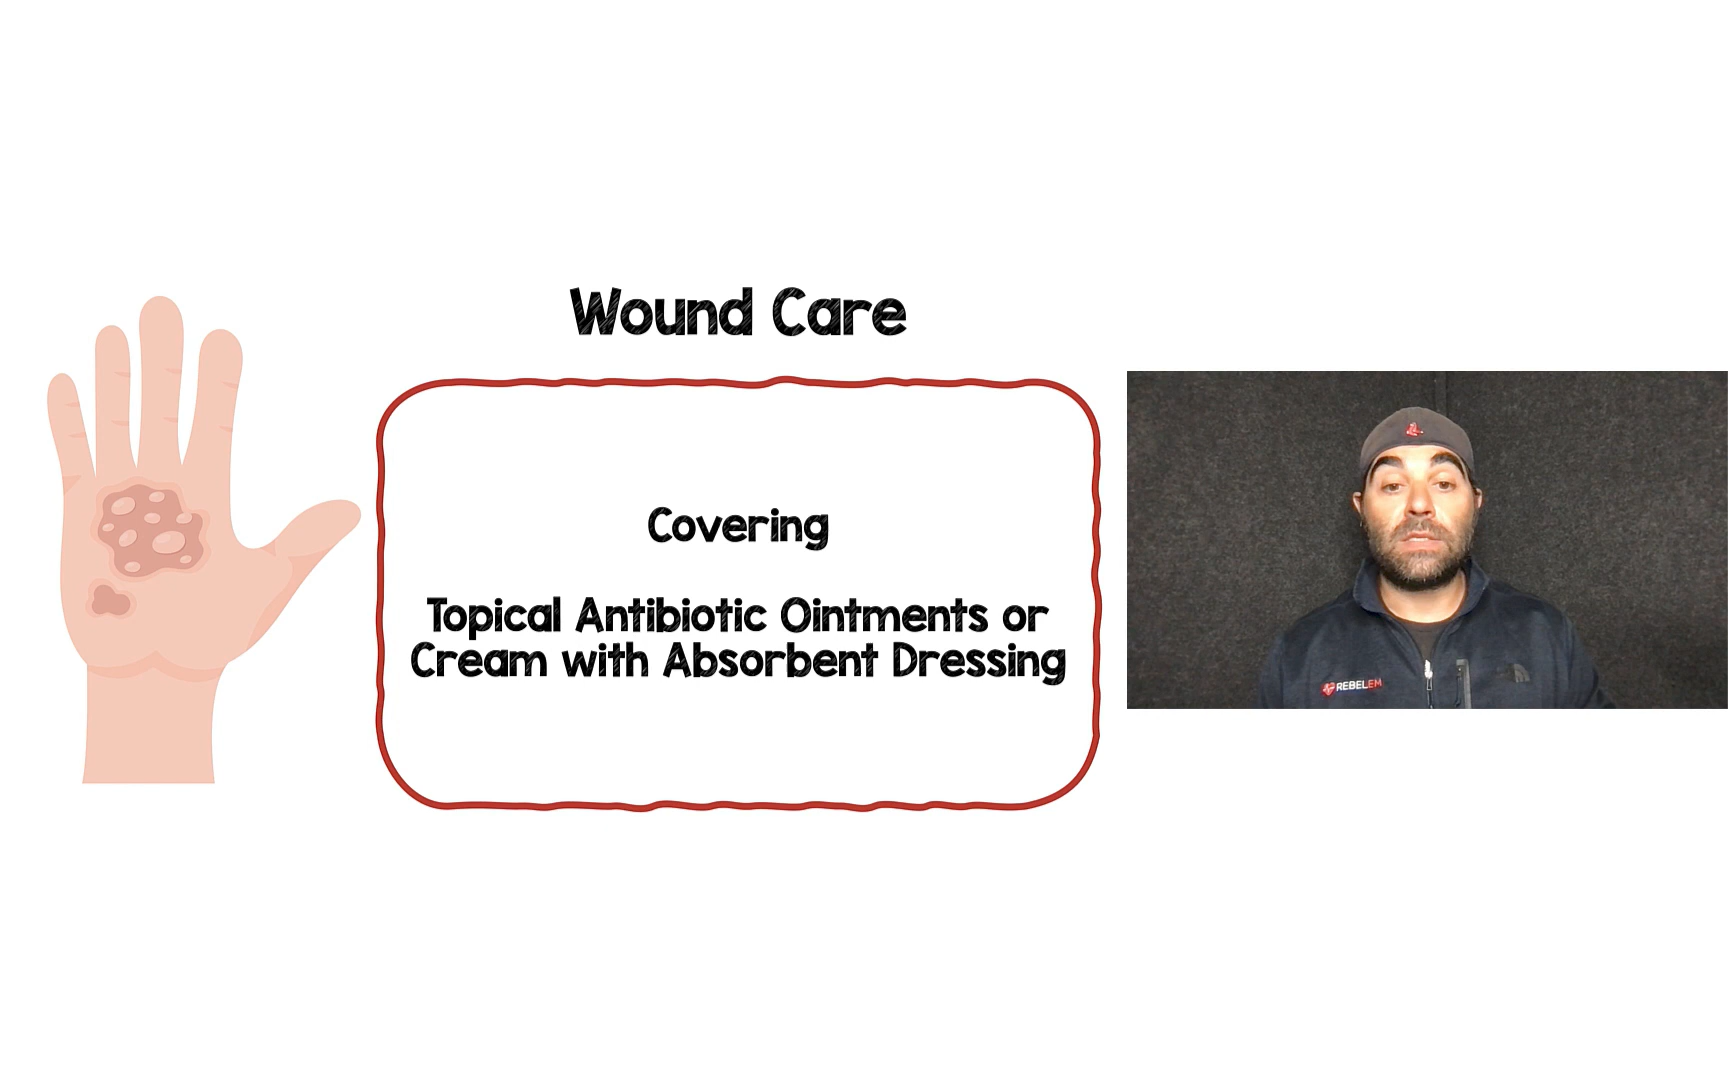 Wound Care
Covering
Topical Antibiotic Ointments or
Cream with Absorbent Dressing
REBELEM